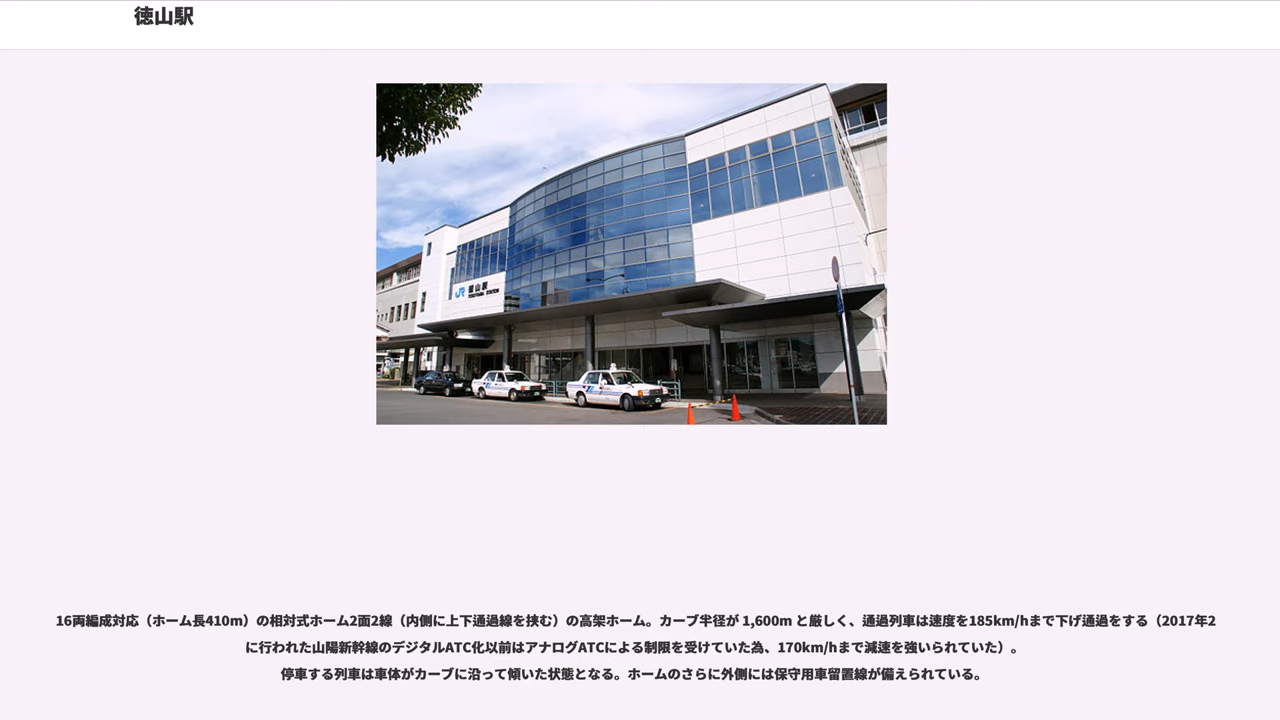 徳山駅
JR 徳山駅
TOKUYAMA STATION
16両編成対応（ホーム長410m）の相対式ホーム2面2線（内側に上下通過線を挟む）の高架ホーム。カーブ半径が 1,600m と厳しく、通過列車は速度を185km/hまで下げ通過をする（2017年2
に行われた山陽新幹線のデジタルATC化以前はアナログATCによる制限を受けていた為、170km/hまで減速を強いられていた）。
停車する列車は車体がカーブに沿って傾いた状態となる。ホームのさらに外側には保守用車留置線が備えられている。